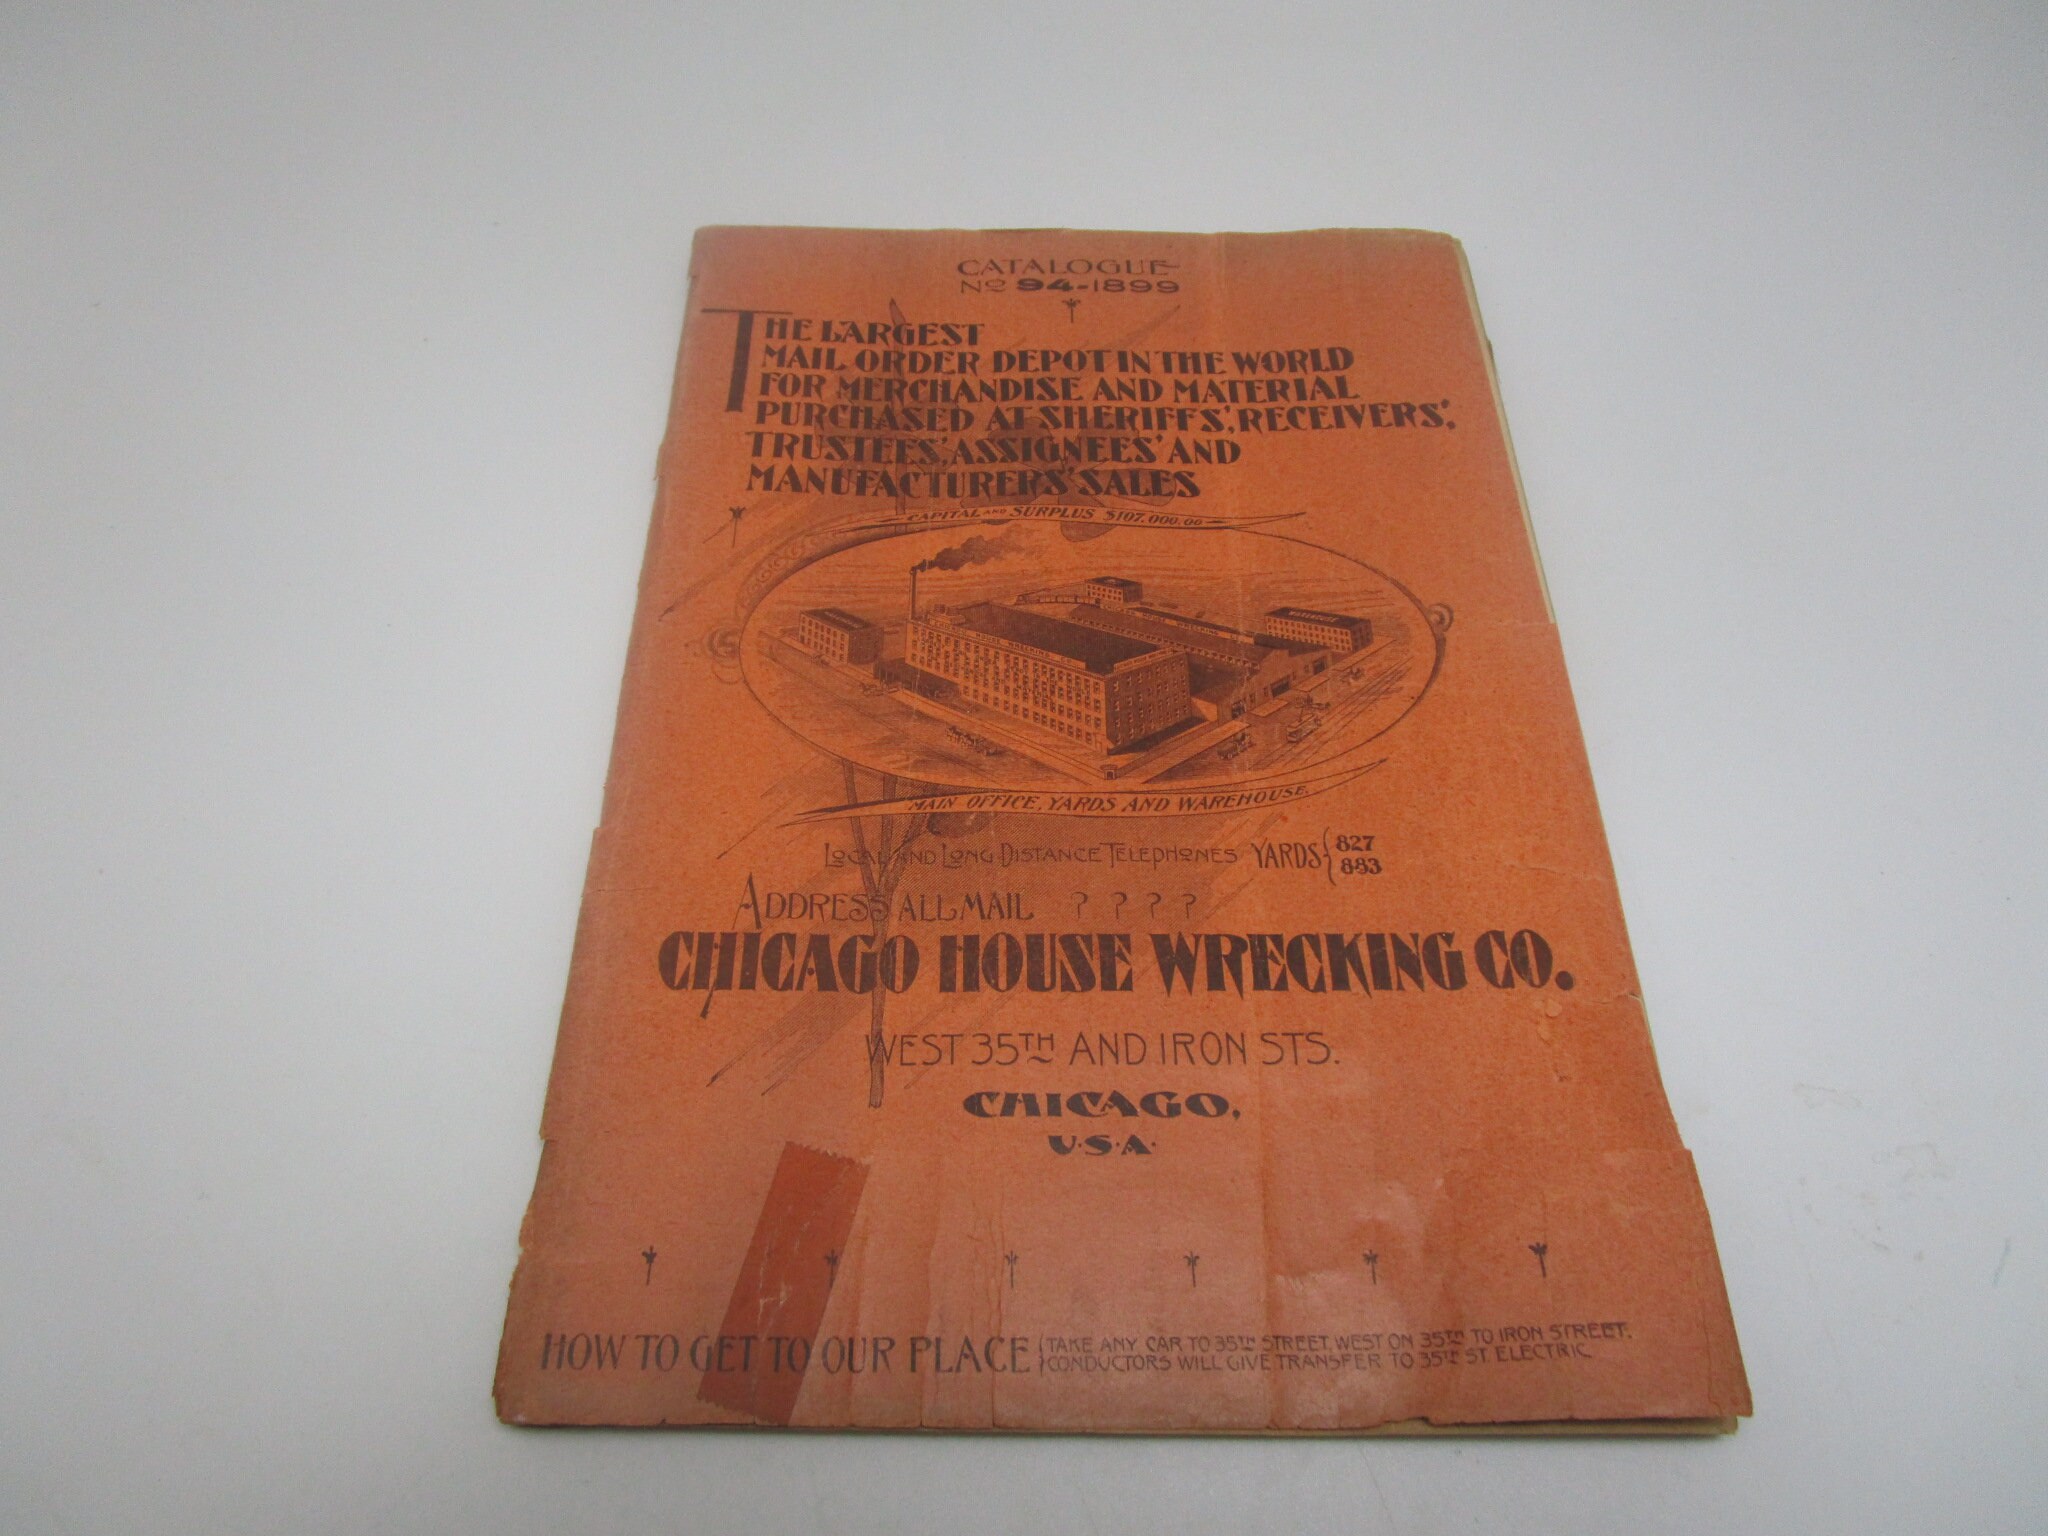 CATALOGUE
No 94-1899
THE LARGEST
MAIL ORDER DEPOT IN THE WORLD
FOR MERCHANDISE AND MATERIAL
PURCHASED AT SHERIFFS', RECEIVERS',
TRUSTEES', ASSIGNEES' AND
MANUFACTURERS' SALES
CAPITAL AND SURPLUS $107,000.00
WAREHOUSE
HOUSE WRECKING CO.
MAIN OFFICE, YARDS AND WAREHOUSE.
LOCAL AND LONG DISTANCE TELEPHONES YARDS { 827
883
ADDRESS ALL MAIL ? ? ? ?
CHICAGO HOUSE WRECKING CO.
WEST 35TH AND IRON STS.
CHICAGO,
U.S.A.
HOW TO GET TO OUR PLACE { TAKE ANY CAR TO 35TH STREET, WEST ON 35TH TO IRON STREET.
CONDUCTORS WILL GIVE TRANSFER TO 35TH ST. ELECTRIC.